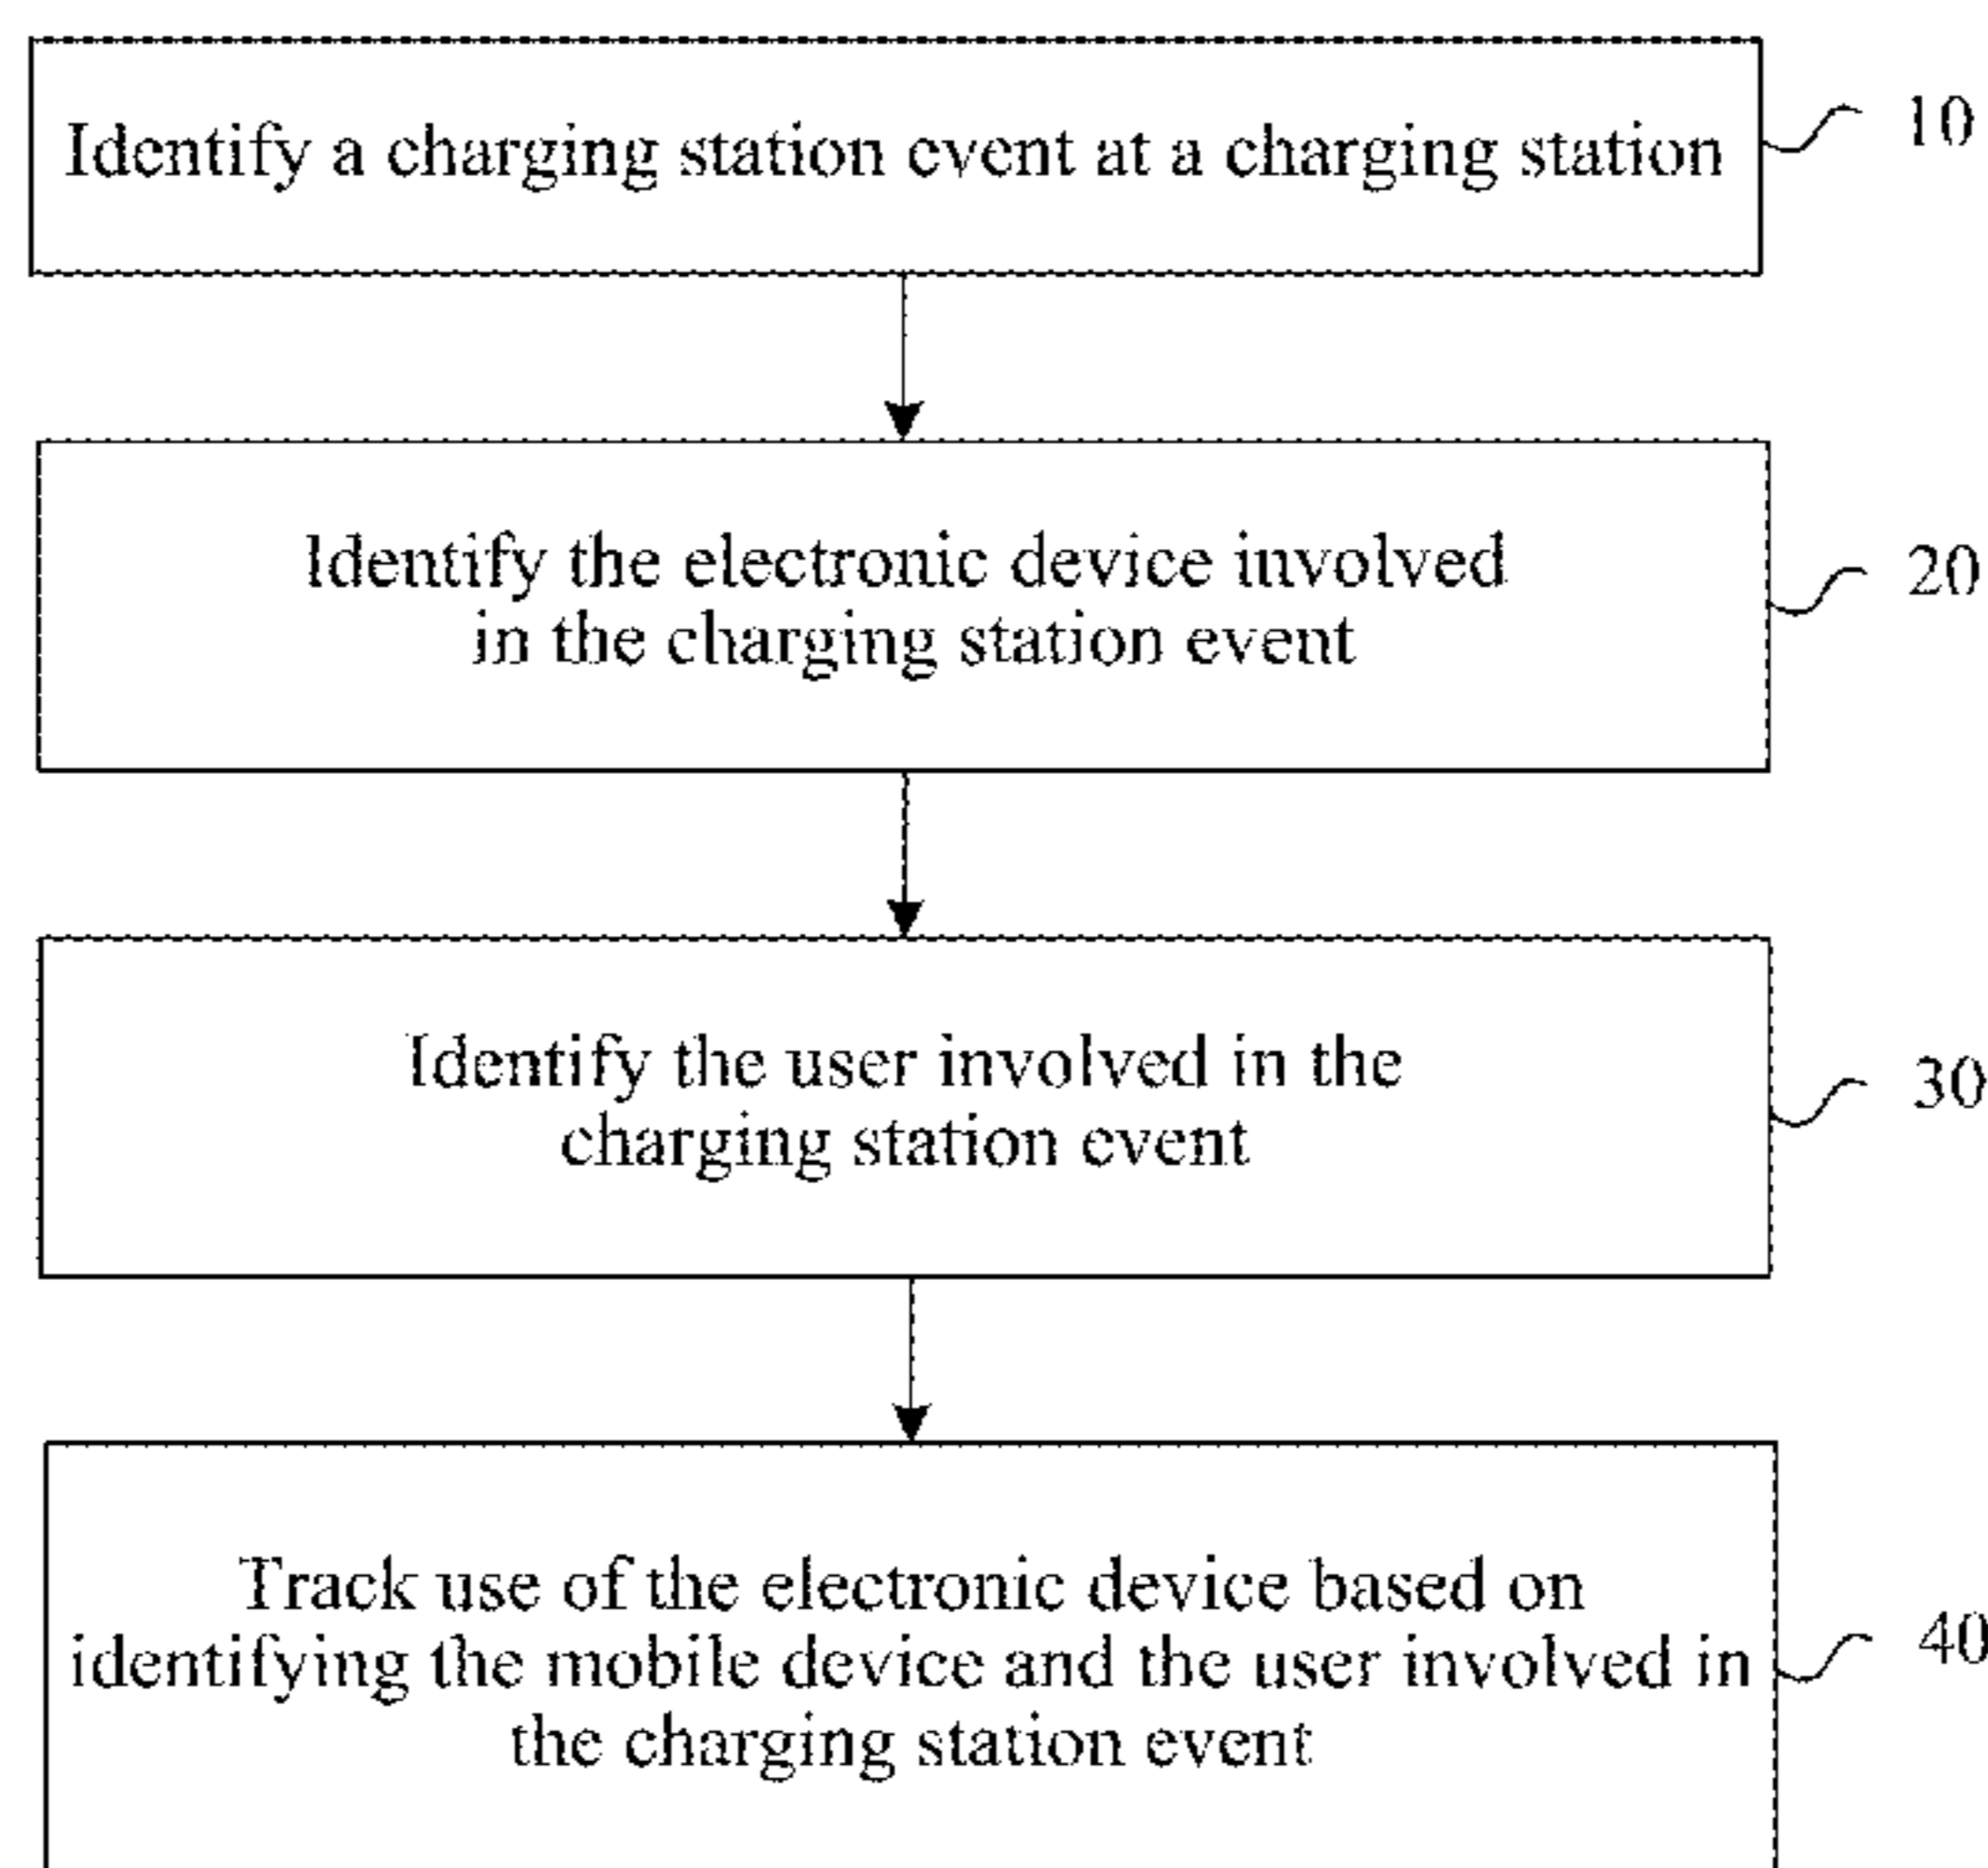 Identify a charging station event at a charging station
10
Identify the electronic device involved
in the charging station event
20
Identify the user involved in the
charging station event
30
Track use of the electronic device based on
identifying the mobile device and the user involved in
the charging station event
40